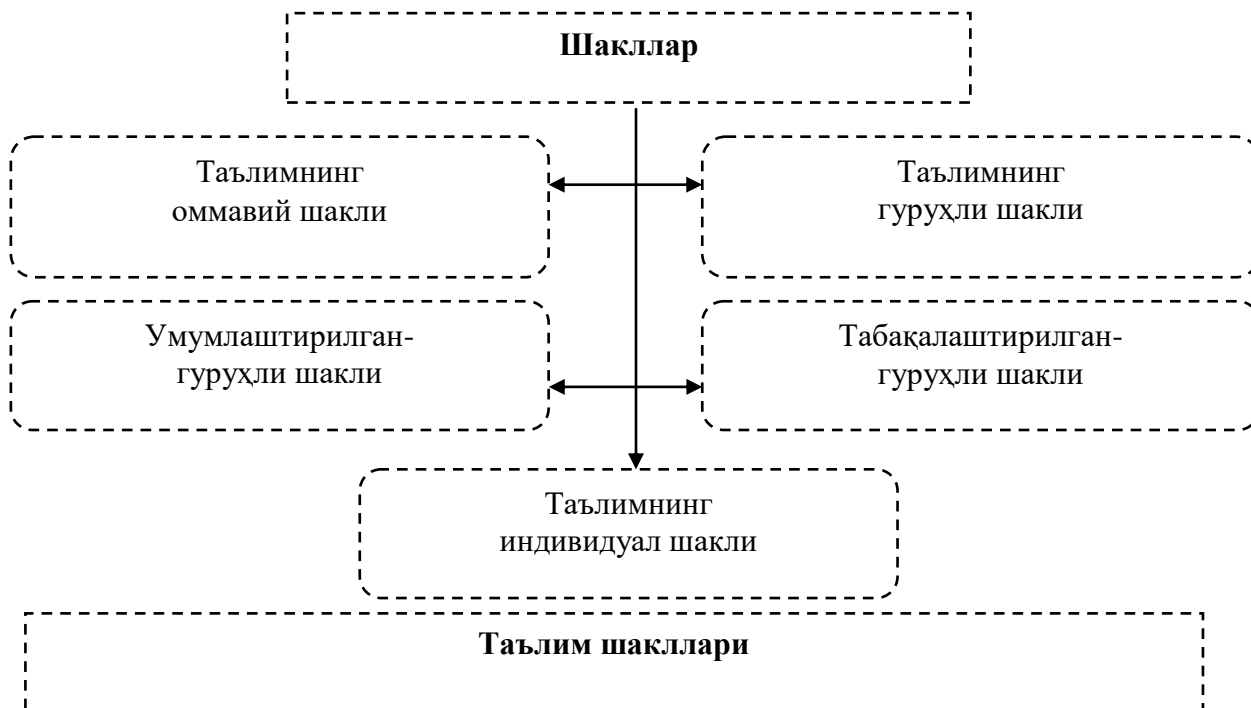 Шакллар
Таълимнинг
оммавий шакли
Таълимнинг
гуруҳли шакли
Умумлаштирилган-
гуруҳли шакли
Табақалаштирилган-
гуруҳли шакли
Таълимнинг
индивидуал шакли
Таълим шакллари